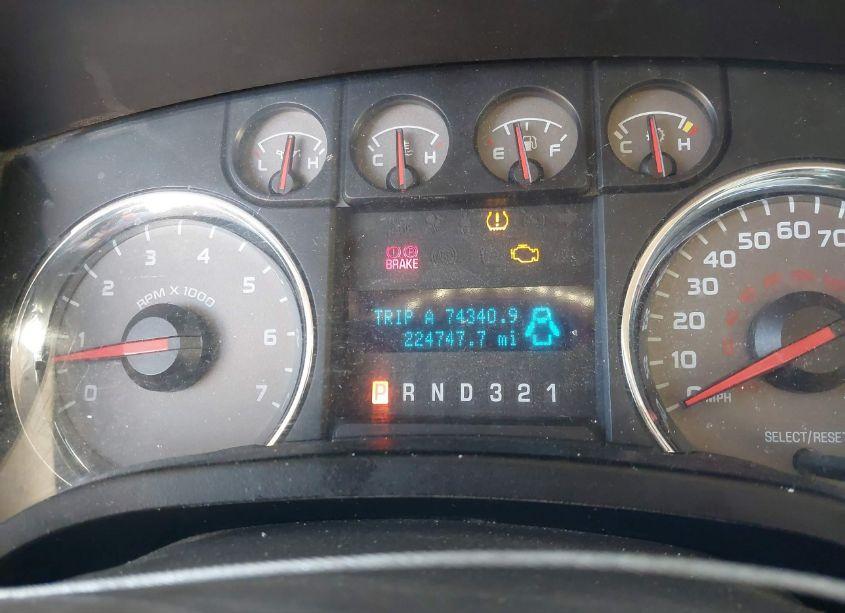 L H
C H
E F
C H
0 1 2 3 4 5 6 7
RPM X 1000
BRAKE
TRIP A 74340.9
224747.7 mi
P R N D 3 2 1
0 10 20 30 40 50 60 70
MPH
SELECT/RESET